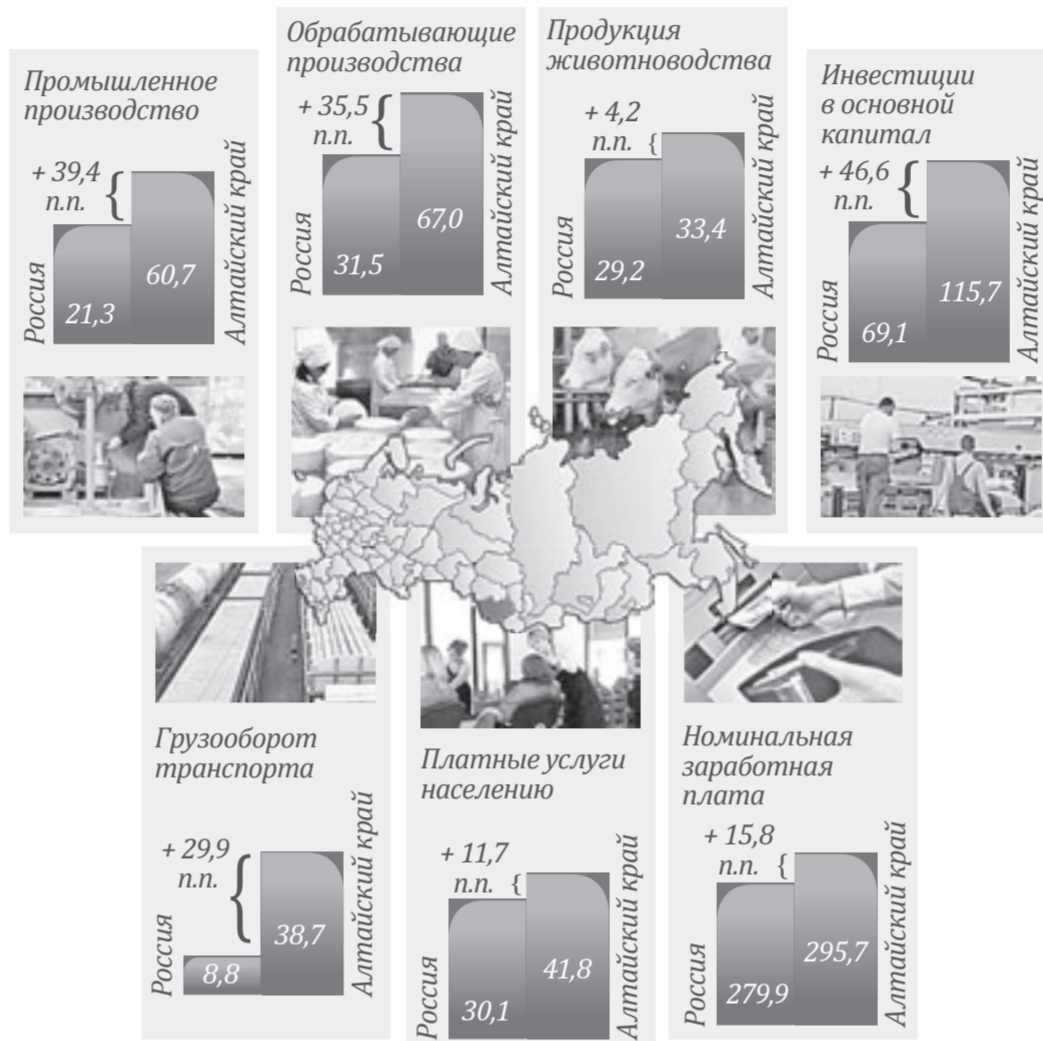 Промышленное
производство
+ 39,4
п.п.
Россия
21,3
60,7
Алтайский край
Обрабатывающие
производства
+ 35,5
п.п.
Россия
31,5
67,0
Алтайский край
Продукция
животноводства
+ 4,2
п.п.
Россия
29,2
33,4
Алтайский край
Инвестиции
в основной
капитал
+ 46,6
п.п.
Россия
69,1
115,7
Алтайский край
Грузооборот
транспорта
+ 29,9
п.п.
Россия
8,8
38,7
Алтайский край
Платные услуги
населению
+ 11,7
п.п.
Россия
30,1
41,8
Алтайский край
Номинальная
заработная
плата
+ 15,8
п.п.
Россия
279,9
295,7
Алтайский край